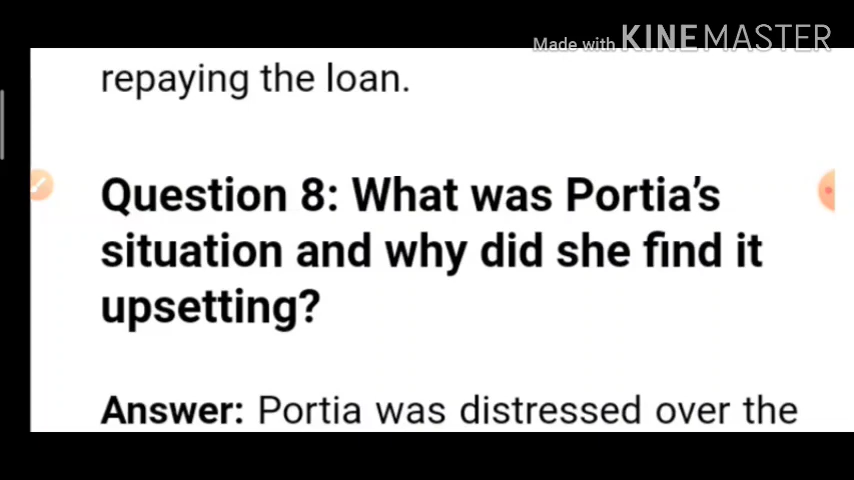 Made with KINEMASTER
repaying the loan.
Question 8: What was Portia’s
situation and why did she find it
upsetting?
Answer: Portia was distressed over the